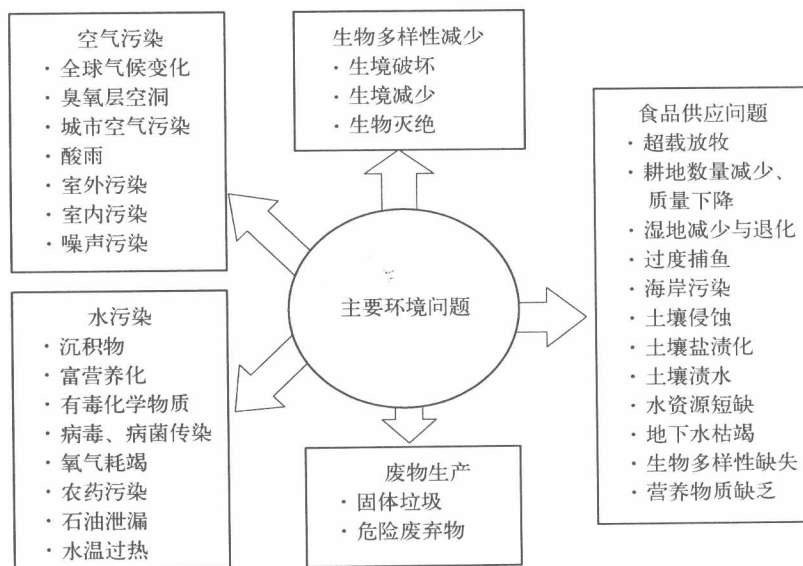 空气污染
· 全球气候变化
· 臭氧层空洞
· 城市空气污染
· 酸雨
· 室外污染
· 室内污染
· 噪声污染
生物多样性减少
· 生境破坏
· 生境减少
· 生物灭绝
食品供应问题
· 超载放牧
· 耕地数量减少、
质量下降
· 湿地减少与退化
· 过度捕鱼
· 海岸污染
· 土壤侵蚀
· 土壤盐渍化
· 土壤渍水
· 水资源短缺
· 地下水枯竭
· 生物多样性缺失
· 营养物质缺乏
主要环境问题
水污染
· 沉积物
· 富营养化
· 有毒化学物质
· 病毒、病菌传染
· 氧气耗竭
· 农药污染
· 石油泄漏
· 水温过热
废物生产
· 固体垃圾
· 危险废弃物